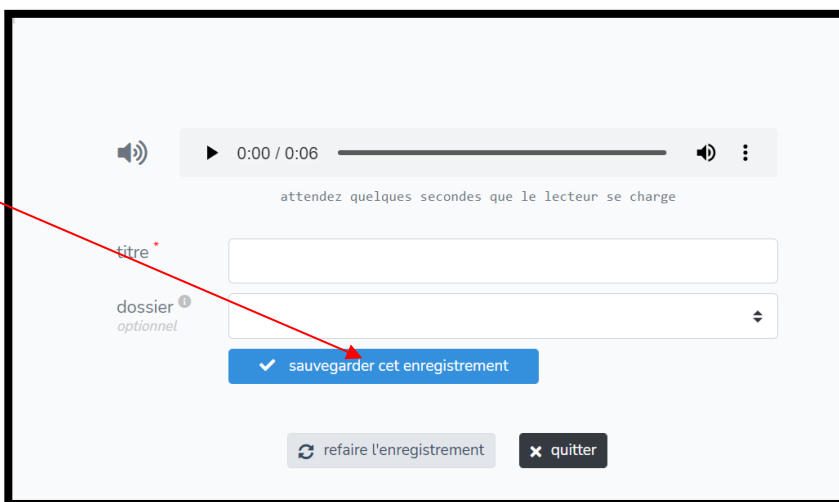 0:00 / 0:06
attendez quelques secondes que le lecteur se charge
titre *
dossier
optionnel
sauvegarder cet enregistrement
refaire l'enregistrement
quitter